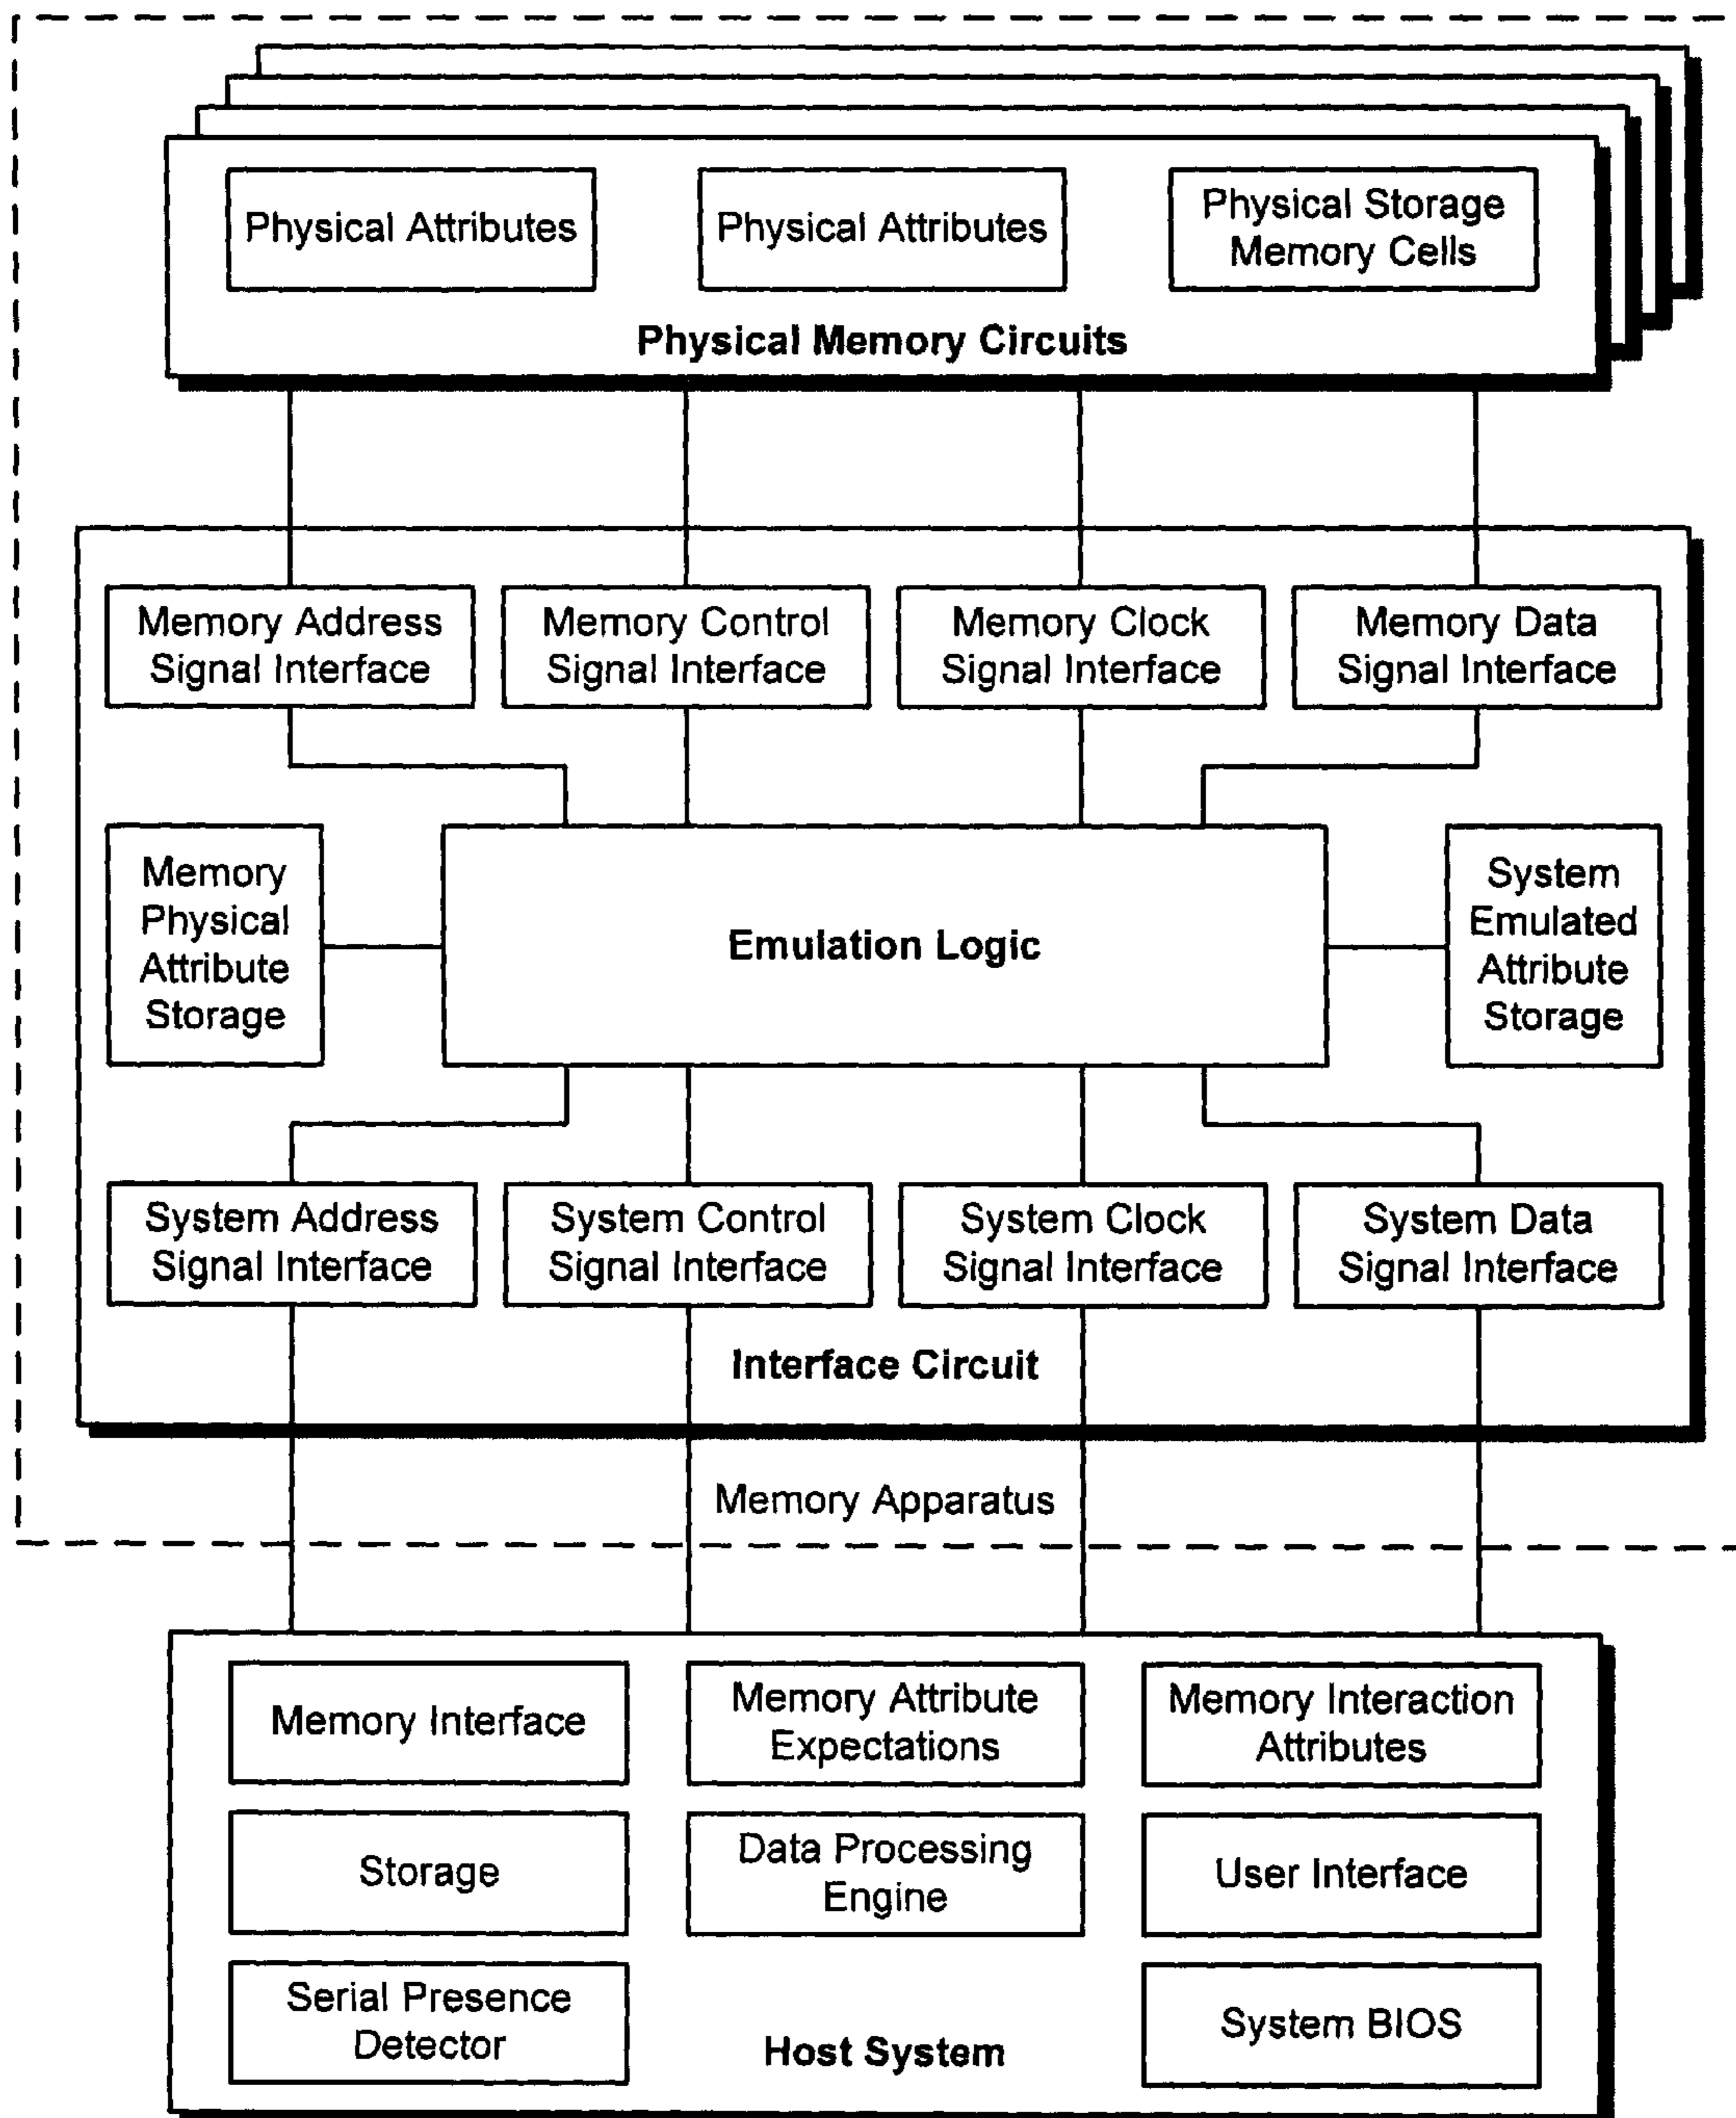 Physical Attributes
Physical Attributes
Physical Storage
Memory Cells
Physical Memory Circuits
Memory Address
Signal Interface
Memory Control
Signal Interface
Memory Clock
Signal Interface
Memory Data
Signal Interface
Memory
Physical
Attribute
Storage
Emulation Logic
System
Emulated
Attribute
Storage
System Address
Signal Interface
System Control
Signal Interface
System Clock
Signal Interface
System Data
Signal Interface
Interface Circuit
Memory Apparatus
Memory Interface
Memory Attribute
Expectations
Memory Interaction
Attributes
Storage
Data Processing
Engine
User Interface
Serial Presence
Detector
Host System
System BIOS